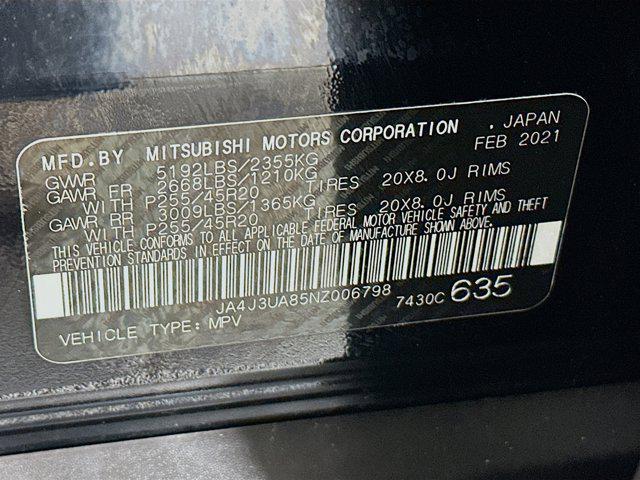 MFD.BY MITSUBISHI MOTORS CORPORATION . JAPAN
GVWR 5192LBS/2355KG FEB 2021
GAWR FR 2668LBS/1210KG
WITH P255/45R20 TIRES 20X8.0J RIMS
GAWR RR 3009LBS/1365KG
WITH P255/45R20 TIRES 20X8.0J RIMS
THIS VEHICLE CONFORMS TO ALL APPLICABLE FEDERAL MOTOR VEHICLE SAFETY AND THEFT
PREVENTION STANDARDS IN EFFECT ON THE DATE OF MANUFACTURE SHOWN ABOVE.
JA4J3UA85NZ006798 7430C 635
VEHICLE TYPE: MPV